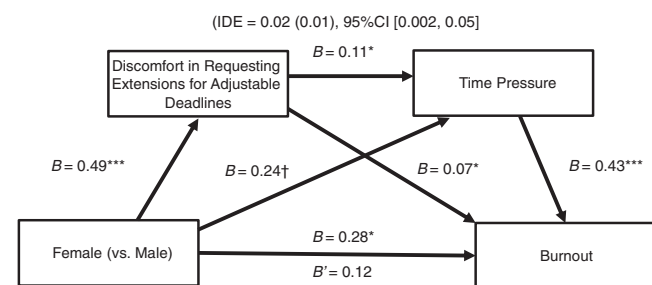 (IDE = 0.02 (0.01), 95%CI [0.002, 0.05]
B = 0.11*
Discomfort in Requesting
Extensions for Adjustable
Deadlines
Time Pressure
B = 0.49***
B = 0.24†
B = 0.07*
B = 0.43***
Female (vs. Male)
B = 0.28*
B’ = 0.12
Burnout